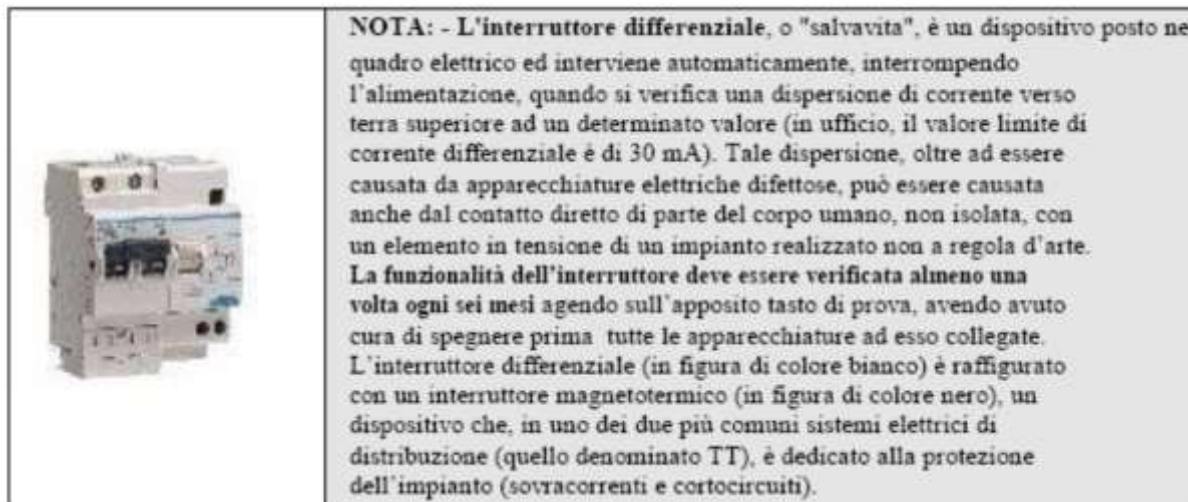 NOTA: - L'interruttore differenziale, o "salvavita", è un dispositivo posto ne
quadro elettrico ed interviene automaticamente, interrompendo
l'alimentazione, quando si verifica una dispersione di corrente verso
terra superiore ad un determinato valore (in ufficio, il valore limite di
corrente differenziale è di 30 mA). Tale dispersione, oltre ad essere
causata da apparecchiature elettriche difettose, può essere causata
anche dal contatto diretto di parte del corpo umano, non isolata, con
un elemento in tensione di un impianto realizzato non a regola d'arte.
La funzionalità dell'interruttore deve essere verificata almeno una
volta ogni sei mesi agendo sull'apposito tasto di prova, avendo avuto
cura di spegnere prima tutte le apparecchiature ad esso collegate.
L'interruttore differenziale (in figura di colore bianco) è raffigurato
con un interruttore magnetotermico (in figura di colore nero), un
dispositivo che, in uno dei due più comuni sistemi elettrici di
distribuzione (quello denominato TT), è dedicato alla protezione
dell'impianto (sovracorrenti e cortocircuiti).